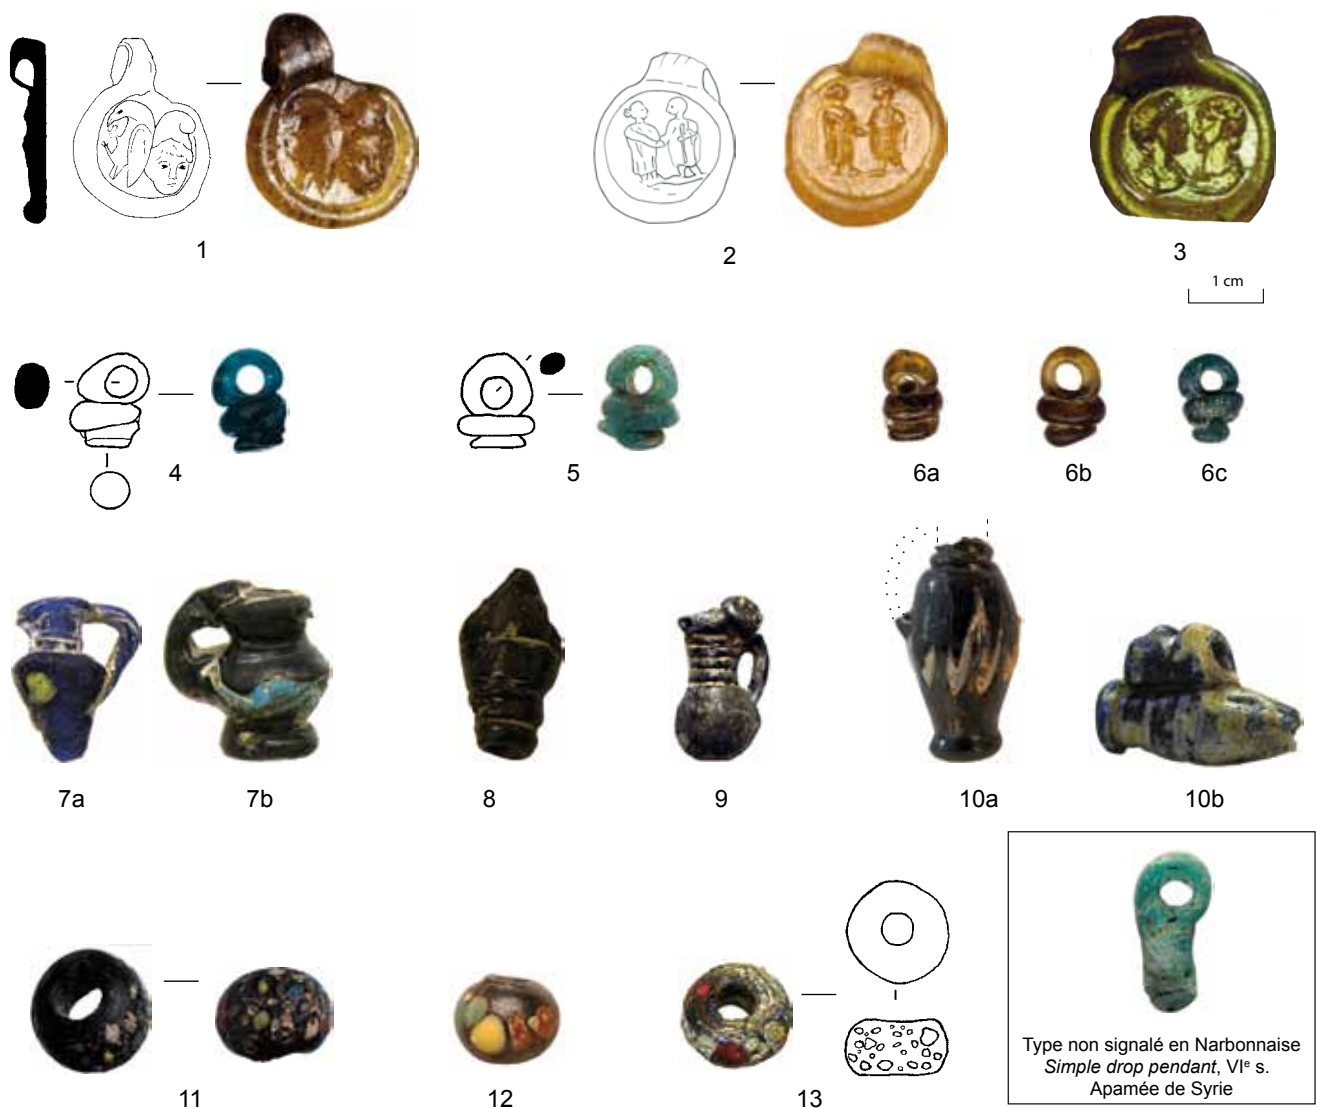 1
2
3
1 cm
4
5
6a
6b
6c
7a
7b
8
9
10a
10b
11
12
13
Type non signalé en Narbonnaise
Simple drop pendant, VIᵉ s.
Apamée de Syrie